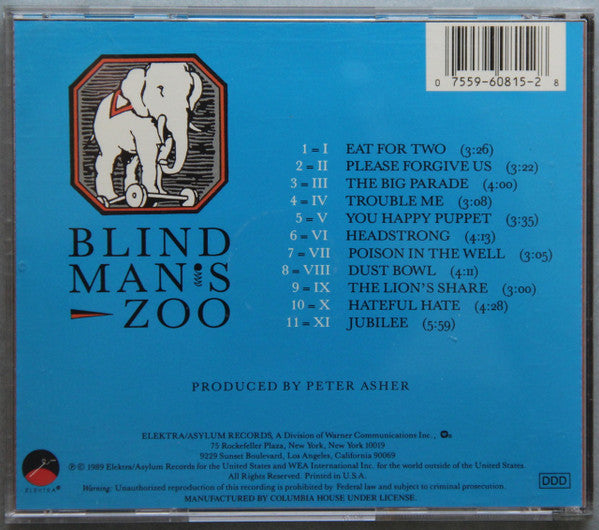 0 7559-60815-2 8
1 = I EAT FOR TWO (3:26)
2 = II PLEASE FORGIVE US (3:22)
3 = III THE BIG PARADE (4:00)
4 = IV TROUBLE ME (3:08)
5 = V YOU HAPPY PUPPET (3:35)
6 = VI HEADSTRONG (4:13)
7 = VII POISON IN THE WELL (3:05)
8 = VIII DUST BOWL (4:11)
9 = IX THE LION'S SHARE (3:00)
10 = X HATEFUL HATE (4:28)
11 = XI JUBILEE (5:59)
BLIND
MAN'S
ZOO
PRODUCED BY PETER ASHER
ELEKTRA/ASYLUM RECORDS, A Division of Warner Communications Inc.,
75 Rockefeller Plaza, New York, New York 10019
9229 Sunset Boulevard, Los Angeles, California 90069
℗ © 1989 Elektra/Asylum Records for the United States and WEA International Inc. for the world outside of the United States.
All Rights Reserved. Printed in U.S.A.
Warning: Unauthorized reproduction of this recording is prohibited by Federal law and subject to criminal prosecution.
MANUFACTURED BY COLUMBIA HOUSE UNDER LICENSE.
ELEKTRA
DDD